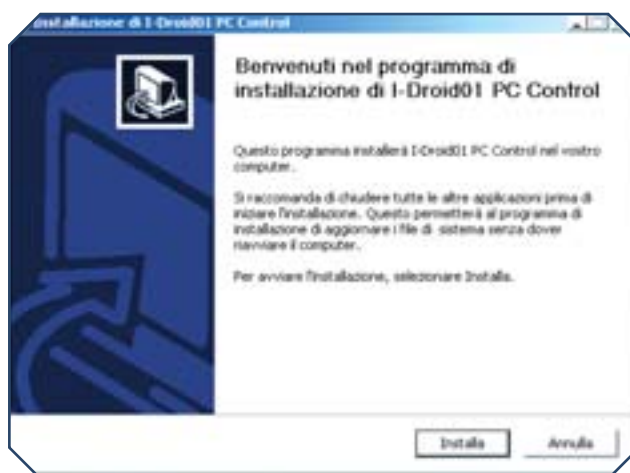 Installazione di I-Droid01 PC Control
Benvenuti nel programma di
installazione di I-Droid01 PC Control
Questo programma installerà I-Droid01 PC Control nel vostro
computer.
Si raccomanda di chiudere tutte le altre applicazioni prima di
iniziare l'installazione. Questo permetterà al programma di
installazione di aggiornare i file di sistema senza dover
riavviare il computer.
Per avviare l'installazione, selezionare Installa.
Installa
Annulla